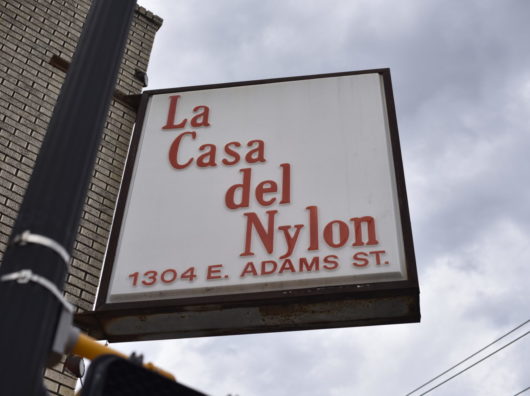 La
Casa
del
Nylon
1304 E. ADAMS ST.